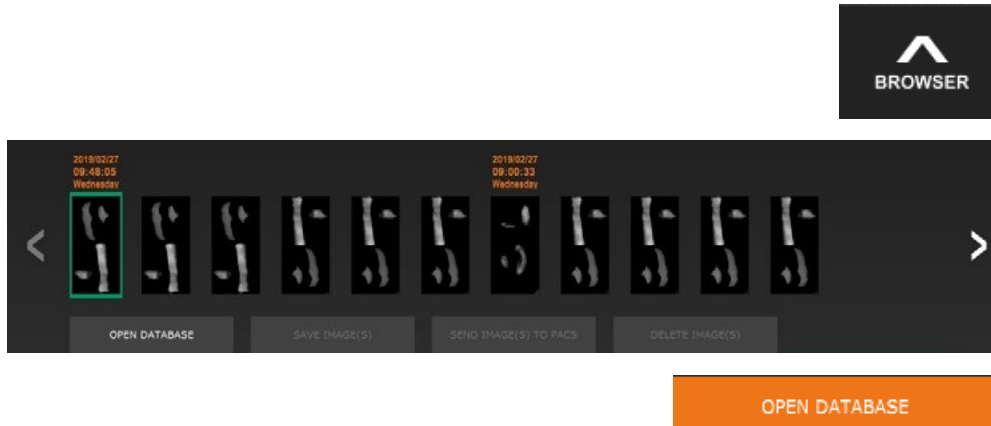 BROWSER
2019/02/27
09:48:05
Wednesday
2019/02/27
09:00:33
Wednesday
OPEN DATABASE
SAVE IMAGE(S)
SEND IMAGE(S) TO PACS
DELETE IMAGE(S)
OPEN DATABASE